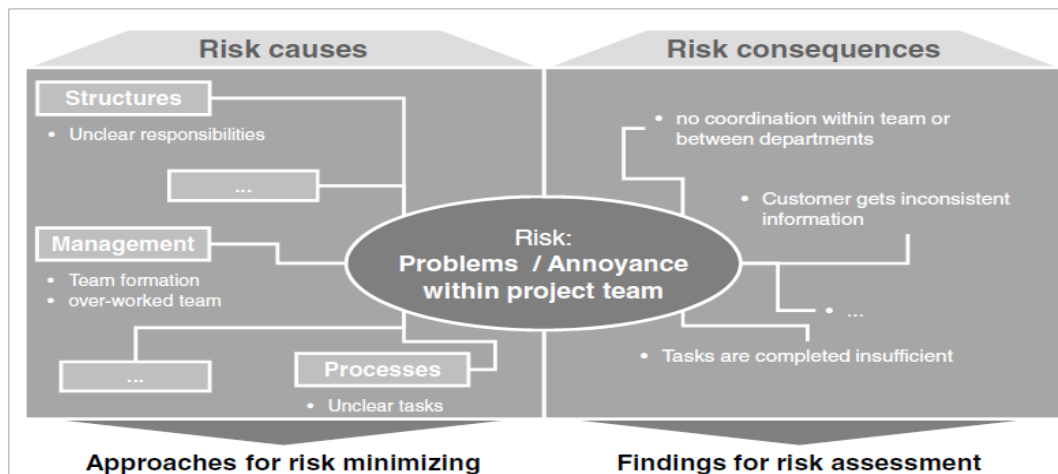 Risk causes
Risk consequences
Structures
• Unclear responsibilities
...
Management
• Team formation
• over-worked team
...
Processes
• Unclear tasks
Risk:
Problems / Annoyance
within project team
• no coordination within team or
between departments
• Customer gets inconsistent
information
• ...
• Tasks are completed insufficient
Approaches for risk minimizing
Findings for risk assessment